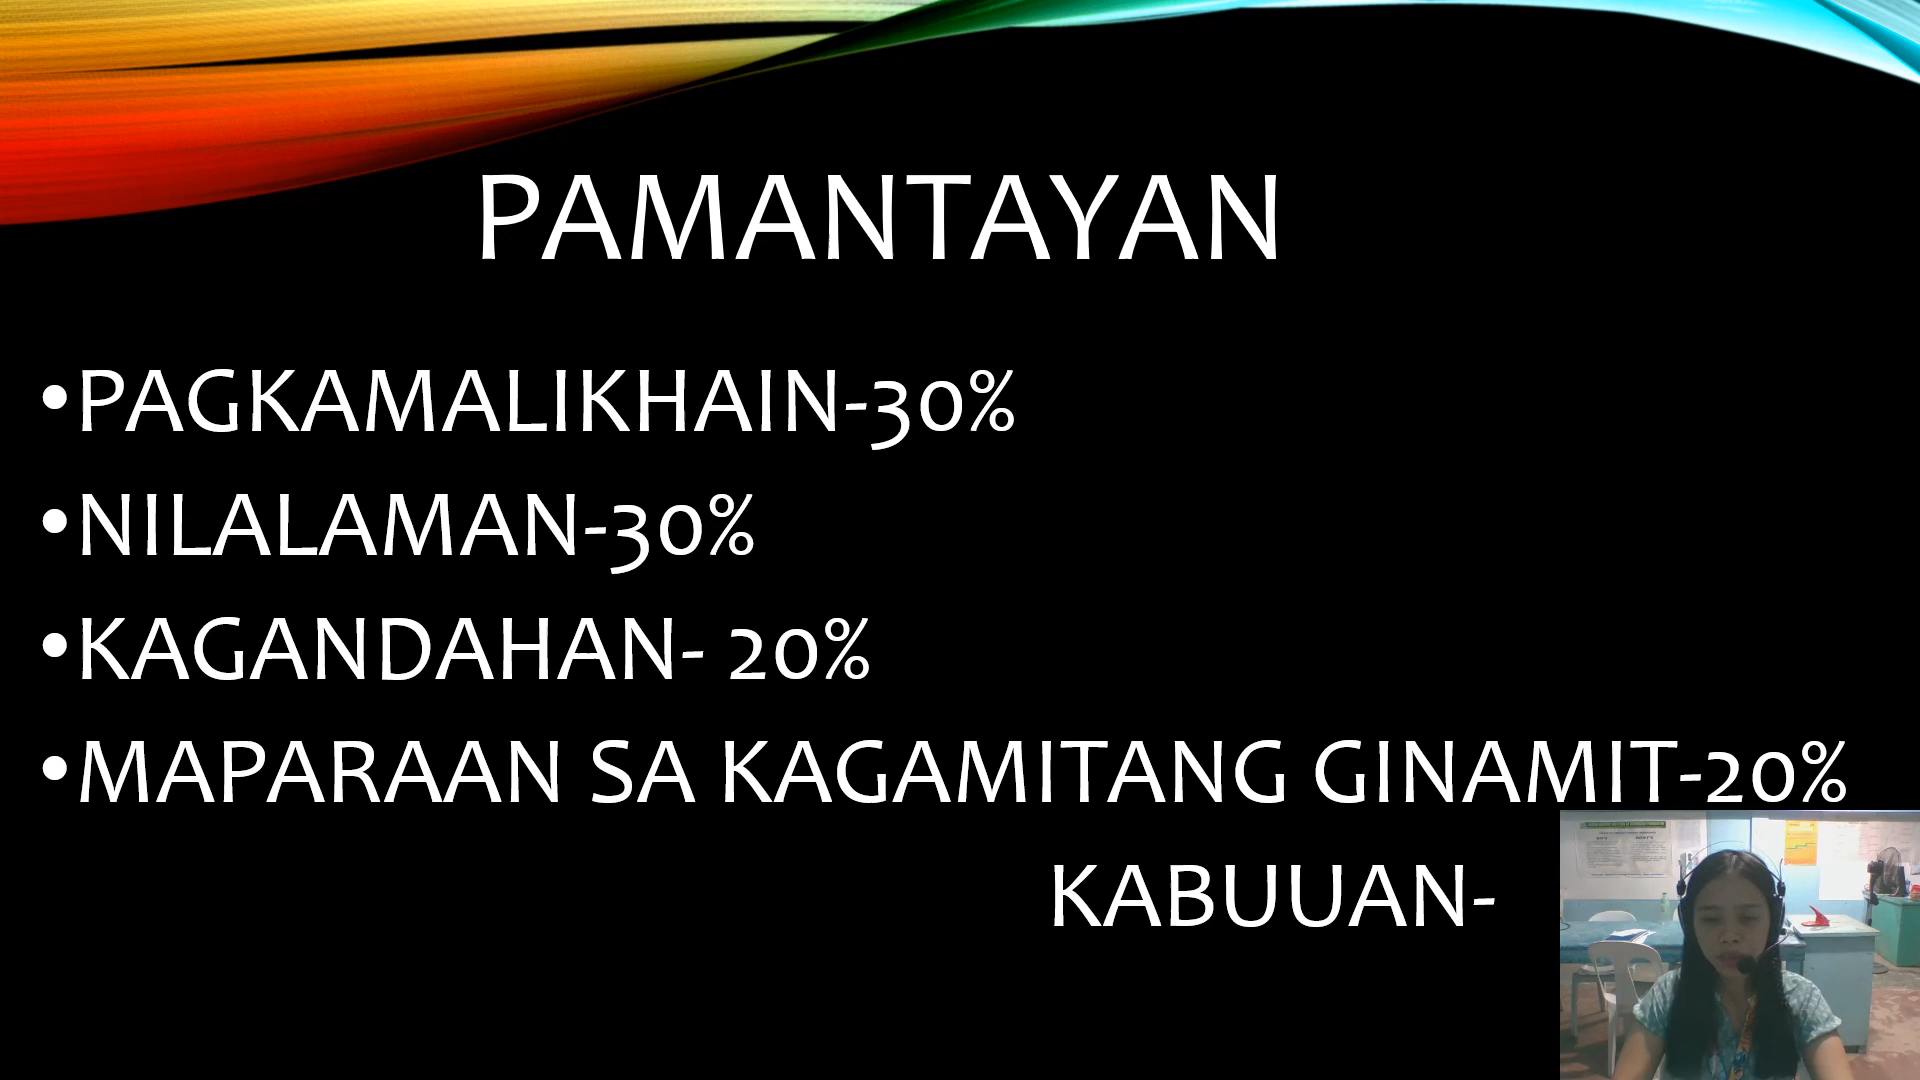 PAMANTAYAN
•PAGKAMALIKHAIN-30%
•NILALAMAN-30%
•KAGANDAHAN- 20%
•MAPARAAN SA KAGAMITANG GINAMIT-20%
KABUUAN-